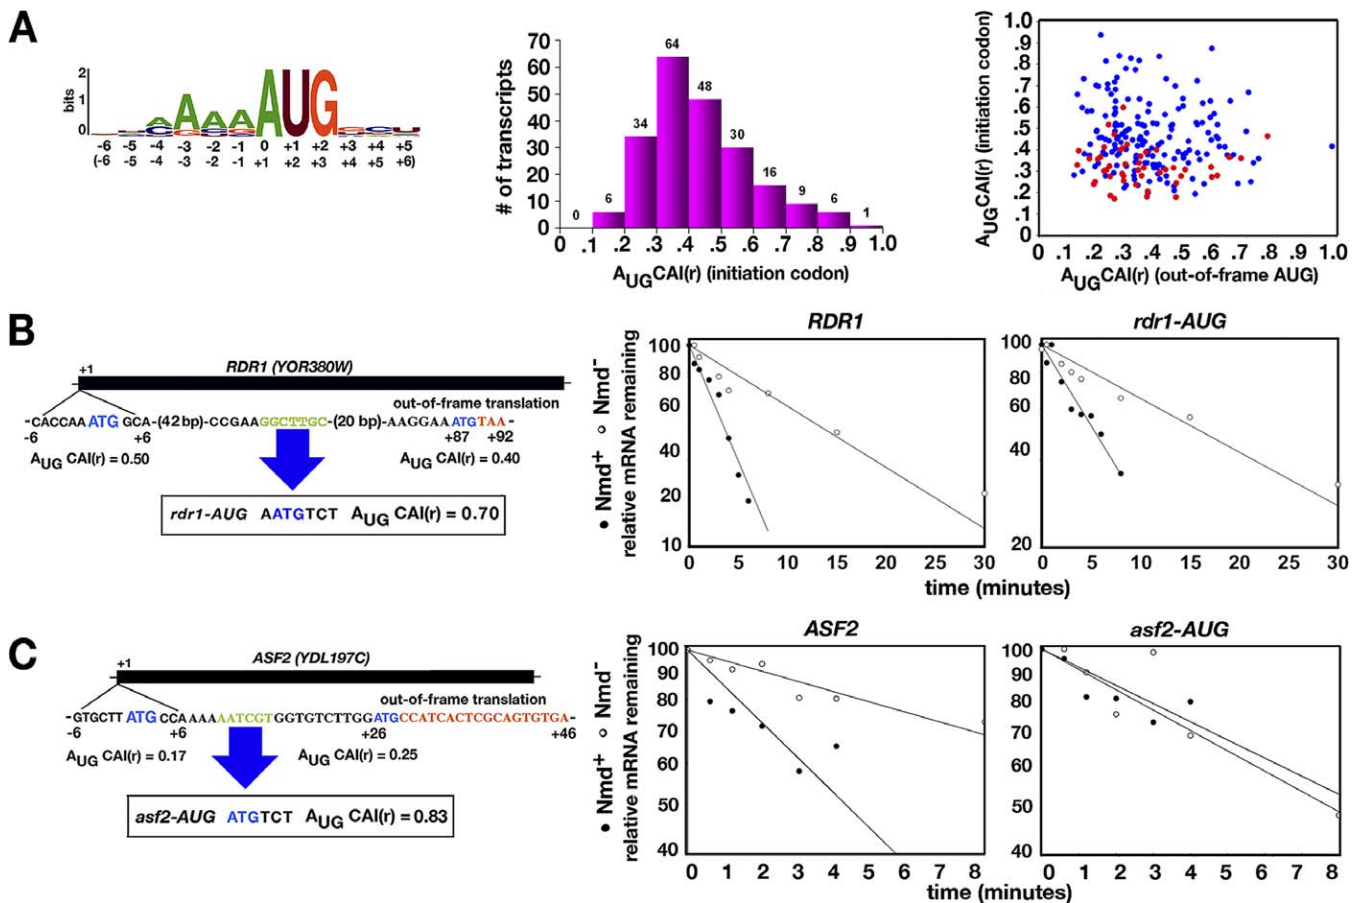 A
bits
2
1
0
A A A A AUG
-6 -5 -4 -3 -2 -1 0 +1 +2 +3 +4 +5
(-6 -5 -4 -3 -2 -1 +1 +2 +3 +4 +5 +6)
# of transcripts
70
60
50
40
30
20
10
0
0 6 34 64 48 30 16 9 6 1
0 .1 .2 .3 .4 .5 .6 .7 .8 .9 1.0
AUGCAI(r) (initiation codon)
AUGCAI(r) (initiation codon)
1.0
.9
.8
.7
.6
.5
.4
.3
.2
.1
0
0 .1 .2 .3 .4 .5 .6 .7 .8 .9 1.0
AUGCAI(r) (out-of-frame AUG)
B
+1
RDR1 (YOR380W)
out-of-frame translation
-CACCAA ATG GCA-(42 bp)-CCGAAGGCTTGC-(20 bp)-AAGGAA ATGTAA-
-6 +6 +87 +92
AUG CAI(r) = 0.50 AUG CAI(r) = 0.40
rdr1-AUG AATGTCT AUG CAI(r) = 0.70
● Nmd+ ○ Nmd-
relative mRNA remaining
RDR1
100
80
60
40
20
10
0 5 10 15 20 25 30
rdr1-AUG
100
80
60
40
20
0 5 10 15 20 25 30
time (minutes)
C
+1
ASF2 (YDL197C)
out-of-frame translation
-GTGCTT ATG CCAAAAAATCGTGGTGTCTTGGATGCCATCACTCGCAGTGTGA-
-6 +6 +26 +46
AUG CAI(r) = 0.17 AUG CAI(r) = 0.25
asf2-AUG ATGTCT AUG CAI(r) = 0.83
● Nmd+ ○ Nmd-
relative mRNA remaining
ASF2
100
90
80
70
60
50
40
0 1 2 3 4 5 6 7 8
asf2-AUG
100
90
80
70
60
50
40
0 1 2 3 4 5 6 7 8
time (minutes)